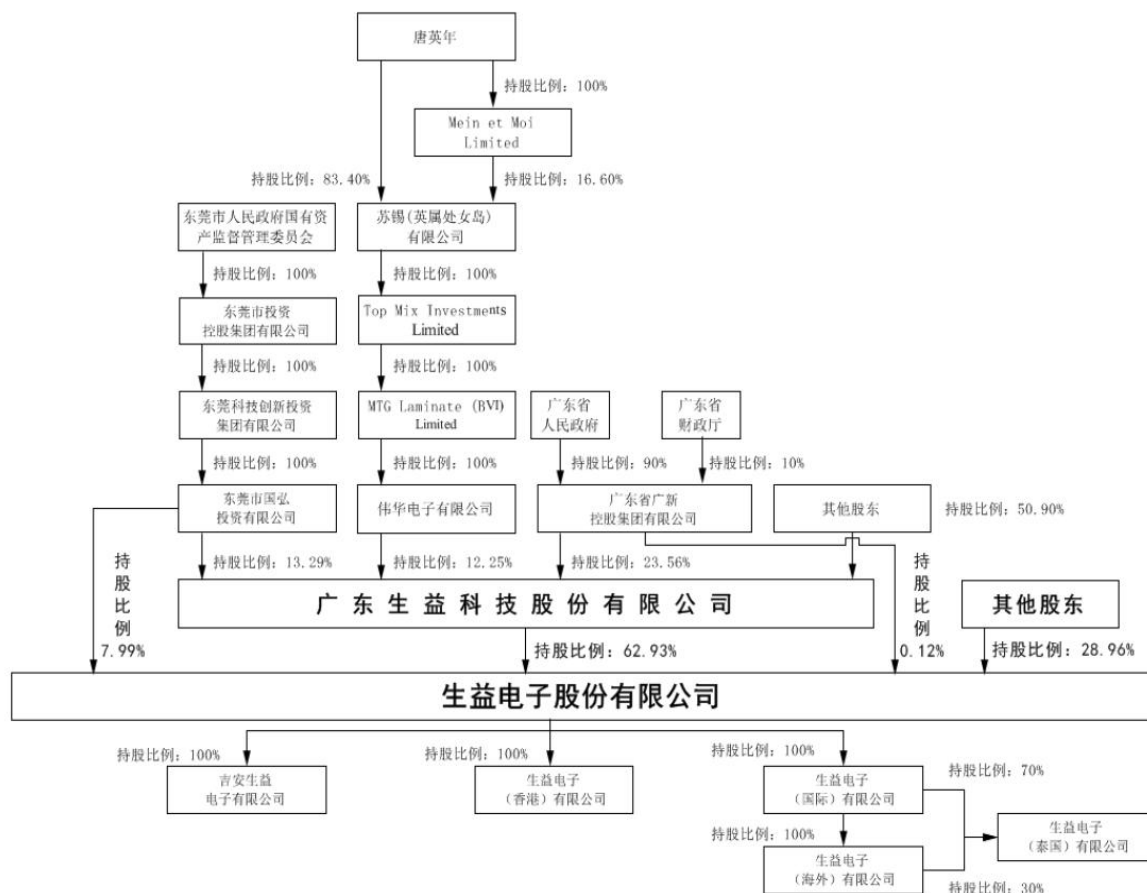 唐英年
持股比例：100%
Mein et Moi
Limited
持股比例：83.40%
持股比例：16.60%
东莞市人民政府国有资
产监督管理委员会
苏锡(英属处女岛)
有限公司
持股比例：100%
持股比例：100%
东莞市投资
控股集团有限公司
Top Mix Investments
Limited
持股比例：100%
持股比例：100%
东莞科技创新投资
集团有限公司
MTG Laminate (BVI)
Limited
广东省
人民政府
广东省
财政厅
持股比例：100%
持股比例：100%
持股比例：90%
持股比例：10%
东莞市国弘
投资有限公司
伟华电子有限公司
广东省广新
控股集团有限公司
其他股东
持股比例：50.90%
持股比例：13.29%
持股比例：12.25%
持股比例：23.56%
持股比例
7.99%
广东生益科技股份有限公司
持股比例
0.12%
其他股东
持股比例：62.93%
持股比例：28.96%
生益电子股份有限公司
持股比例：100%
持股比例：100%
持股比例：100%
吉安生益
电子有限公司
生益电子
（香港）有限公司
生益电子
（国际）有限公司
持股比例：70%
持股比例：100%
生益电子
（泰国）有限公司
生益电子
（海外）有限公司
持股比例：30%